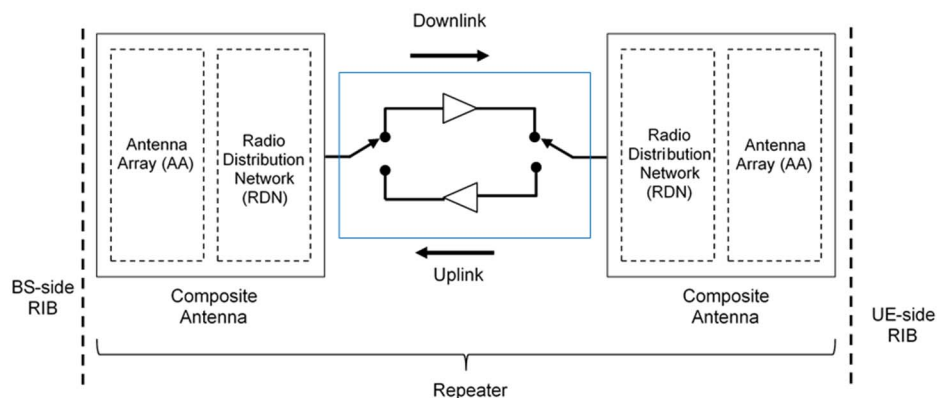 Downlink
Antenna
Array (AA)
Radio
Distribution
Network
(RDN)
Radio
Distribution
Network
(RDN)
Antenna
Array (AA)
Uplink
BS-side
RIB
Composite
Antenna
Composite
Antenna
UE-side
RIB
Repeater